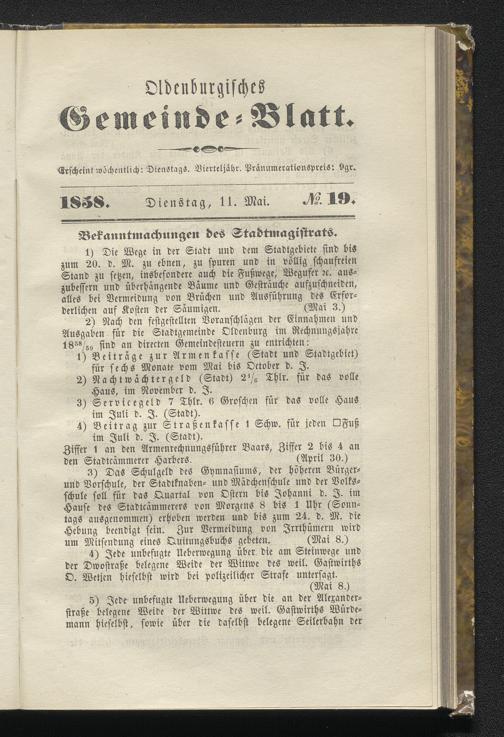 Oldenburgisches
Gemeinde-Blatt.
Erscheint wöchentlich: Dienstags. Vierteljähr. Pränumerationspreis: 9gr.
1858. Dienstag, 11. Mai. №. 19.
Bekanntmachungen des Stadtmagistrats.
1) Die Wege in der Stadt und dem Stadtgebiete sind bis
zum 20. d. M. zu ebnen, zu spuren und in völlig schaufreien
Stand zu setzen, insbesondere auch die Fußwege, Wegufer ꝛc. aus-
zubessern und überhängende Bäume und Gesträuche aufzuschneiden,
alles bei Vermeidung von Brüchen und Ausführung des Erfor-
derlichen auf Kosten der Säumigen. (Mai 3.)
2) Nach den festgestellten Voranschlägen der Einnahmen und
Ausgaben für die Stadtgemeinde Oldenburg im Rechnungsjahre
18⁵⁸/₅₉ sind an directen Gemeindesteuern zu entrichten:
1) Beiträge zur Armenkasse (Stadt und Stadtgebiet)
für sechs Monate vom Mai bis October d. J.
2) Nachtwächtergeld (Stadt) 2¹/₆ Thlr. für das volle
Haus, im November d. J.
3) Servicegeld 7 Thlr. 6 Groschen für das volle Haus
im Juli d. J. (Stadt).
4) Beitrag zur Straßenkasse 1 Schw. für jeden □Fuß
im Juli d. J. (Stadt).
Ziffer 1 an den Armenrechnungsführer Baars, Ziffer 2 bis 4 an
den Stadtcämmerer Harbers. (April 30.)
3) Das Schulgeld des Gymnasiums, der höheren Bürger-
und Vorschule, der Stadtknaben- und Mädchenschule und der Volks-
schule soll für das Quartal von Ostern bis Johanni d. J. im
Hause des Stadtcämmerers von Morgens 8 bis 1 Uhr (Sonn-
tags ausgenommen) erhoben werden und bis zum 24. d. M. die
Hebung beendigt sein. Zur Vermeidung von Irrthümern wird
um Mitsendung eines Quitungsbuchs gebeten. (Mai 8.)
4) Jede unbefugte Ueberwegung über die am Steinwege und
der Owostraße belegene Weide der Wittwe des weil. Gastwirths
O. Wetjen hieselbst wird bei polizeilicher Strafe untersagt.
(Mai 8.)
5) Jede unbefugte Ueberwegung über die an der Alexander-
straße belegene Weide der Wittwe des weil. Gastwirths Würde-
mann hieselbst, sowie über die daselbst belegene Seilerbahn der